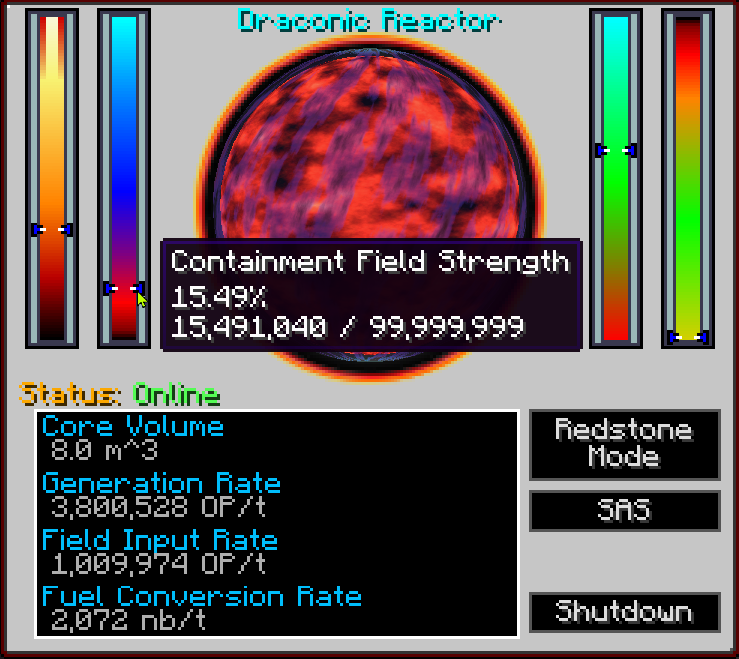 Draconic Reactor
Containment Field Strength
15.49%
15,491,040 / 99,999,999
Status: Online
Core Volume
8.0 m^3
Generation Rate
3,800,528 OP/t
Field Input Rate
1,009,974 OP/t
Fuel Conversion Rate
2,072 nb/t
Redstone
Mode
SAS
Shutdown